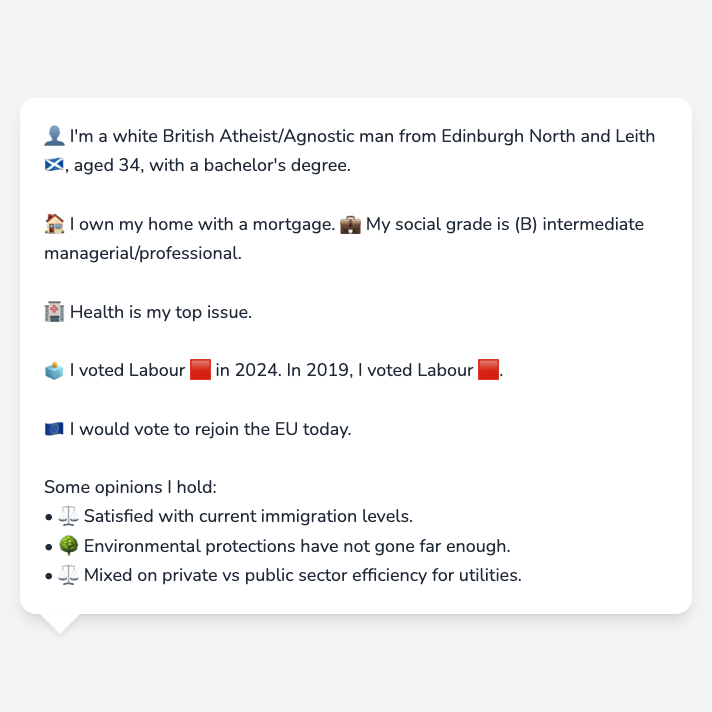 👤 I'm a white British Atheist/Agnostic man from Edinburgh North and Leith
🏴󠁧󠁢󠁳󠁣󠁴󠁿, aged 34, with a bachelor's degree.
🏠 I own my home with a mortgage. 💼 My social grade is (B) intermediate
managerial/professional.
🏥 Health is my top issue.
🗳️ I voted Labour 🟥 in 2024. In 2019, I voted Labour 🟥.
🇪🇺 I would vote to rejoin the EU today.
Some opinions I hold:
• ⚖️ Satisfied with current immigration levels.
• 🌳 Environmental protections have not gone far enough.
• ⚖️ Mixed on private vs public sector efficiency for utilities.